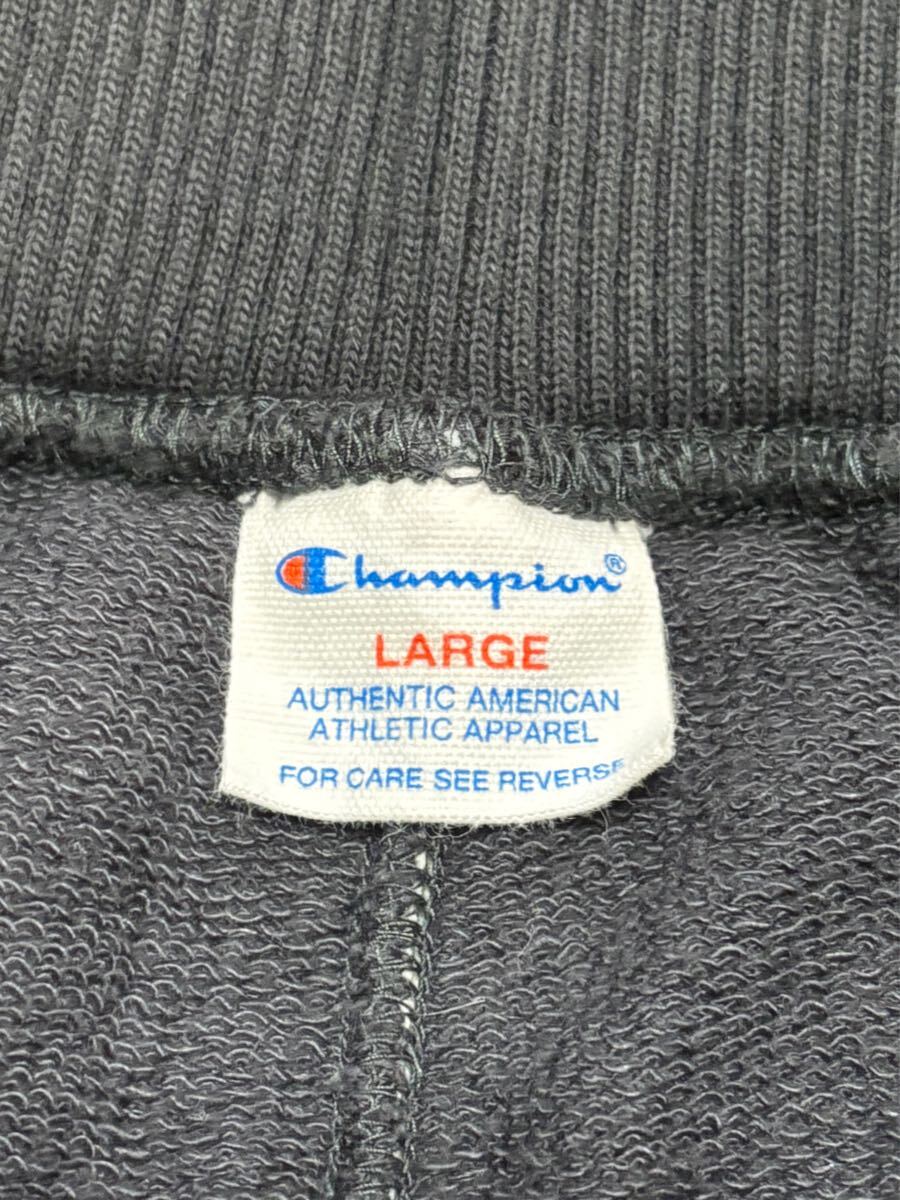 Champion®
LARGE
AUTHENTIC AMERICAN
ATHLETIC APPAREL
FOR CARE SEE REVERSE